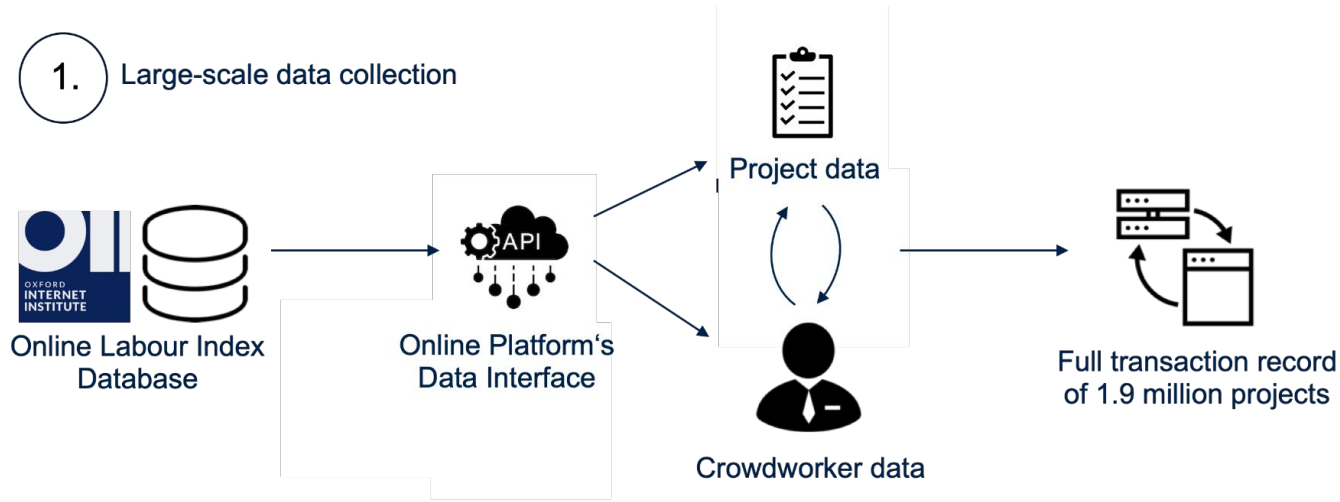 1.
Large-scale data collection
Project data
API
OXFORD
INTERNET
INSTITUTE
Online Labour Index
Database
Online Platform‘s
Data Interface
Full transaction record
of 1.9 million projects
Crowdworker data